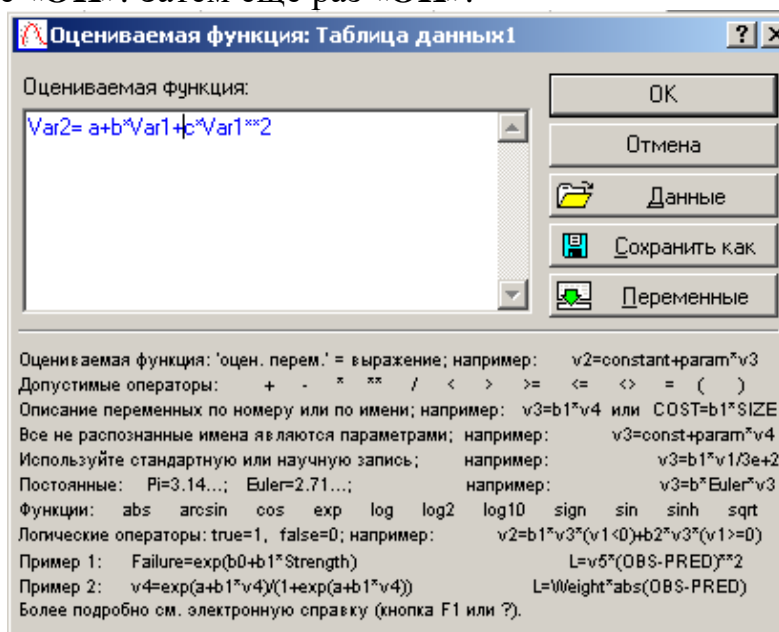 «ОК». Затем еще раз «ОК».
Оцениваемая функция: Таблица данных1
Оцениваемая функция:
Var2= a+b*Var1+c*Var1**2
ОК
Отмена
Данные
Сохранить как
Переменные
Оцениваемая функция: 'оцен. перем.' = выражение; например: v2=constant+param*v3
Допустимые операторы: + - * ** / < > >= <= <> = ( )
Описание переменных по номеру или по имени; например: v3=b1*v4 или COST=b1*SIZE
Все не распознанные имена являются параметрами; например: v3=const+param*v4
Используйте стандартную или научную запись; например: v3=b1*v1/3e+2
Постоянные: Pi=3.14...; Euler=2.71...; например: v3=b*Euler*v3
Функции: abs arcsin cos exp log log2 log10 sign sin sinh sqrt
Логические операторы: true=1, false=0; например: v2=b1*v3*(v1<0)+b2*v3*(v1>=0)
Пример 1: Failure=exp(b0+b1*Strength) L=v5*(OBS-PRED)**2
Пример 2: v4=exp(a+b1*v4)/(1+exp(a+b1*v4)) L=Weight*abs(OBS-PRED)
Более подробно см. электронную справку (кнопка F1 или ?).